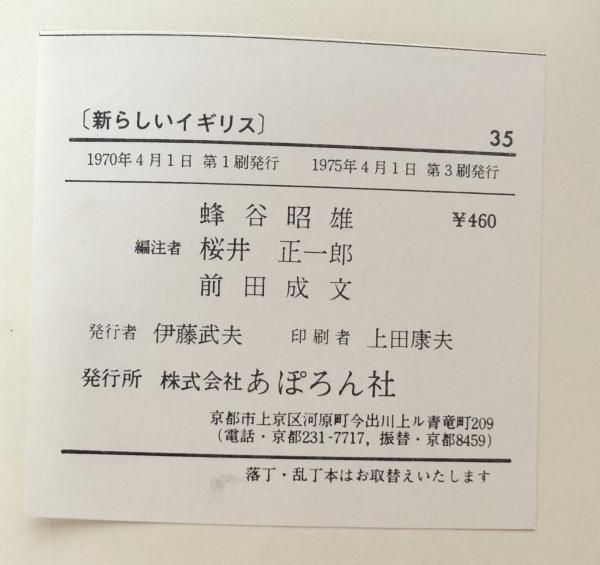 〔新らしいイギリス〕 35
1970年4月1日 第1刷発行 1975年4月1日 第3刷発行
蜂谷昭雄 ¥460
編注者 桜井 正一郎
前田成文
発行者 伊藤武夫 印刷者 上田康夫
発行所 株式会社あぽろん社
京都市上京区河原町今出川上ル青竜町209
(電話・京都231-7717, 振替・京都8459)
落丁・乱丁本はお取替えいたします